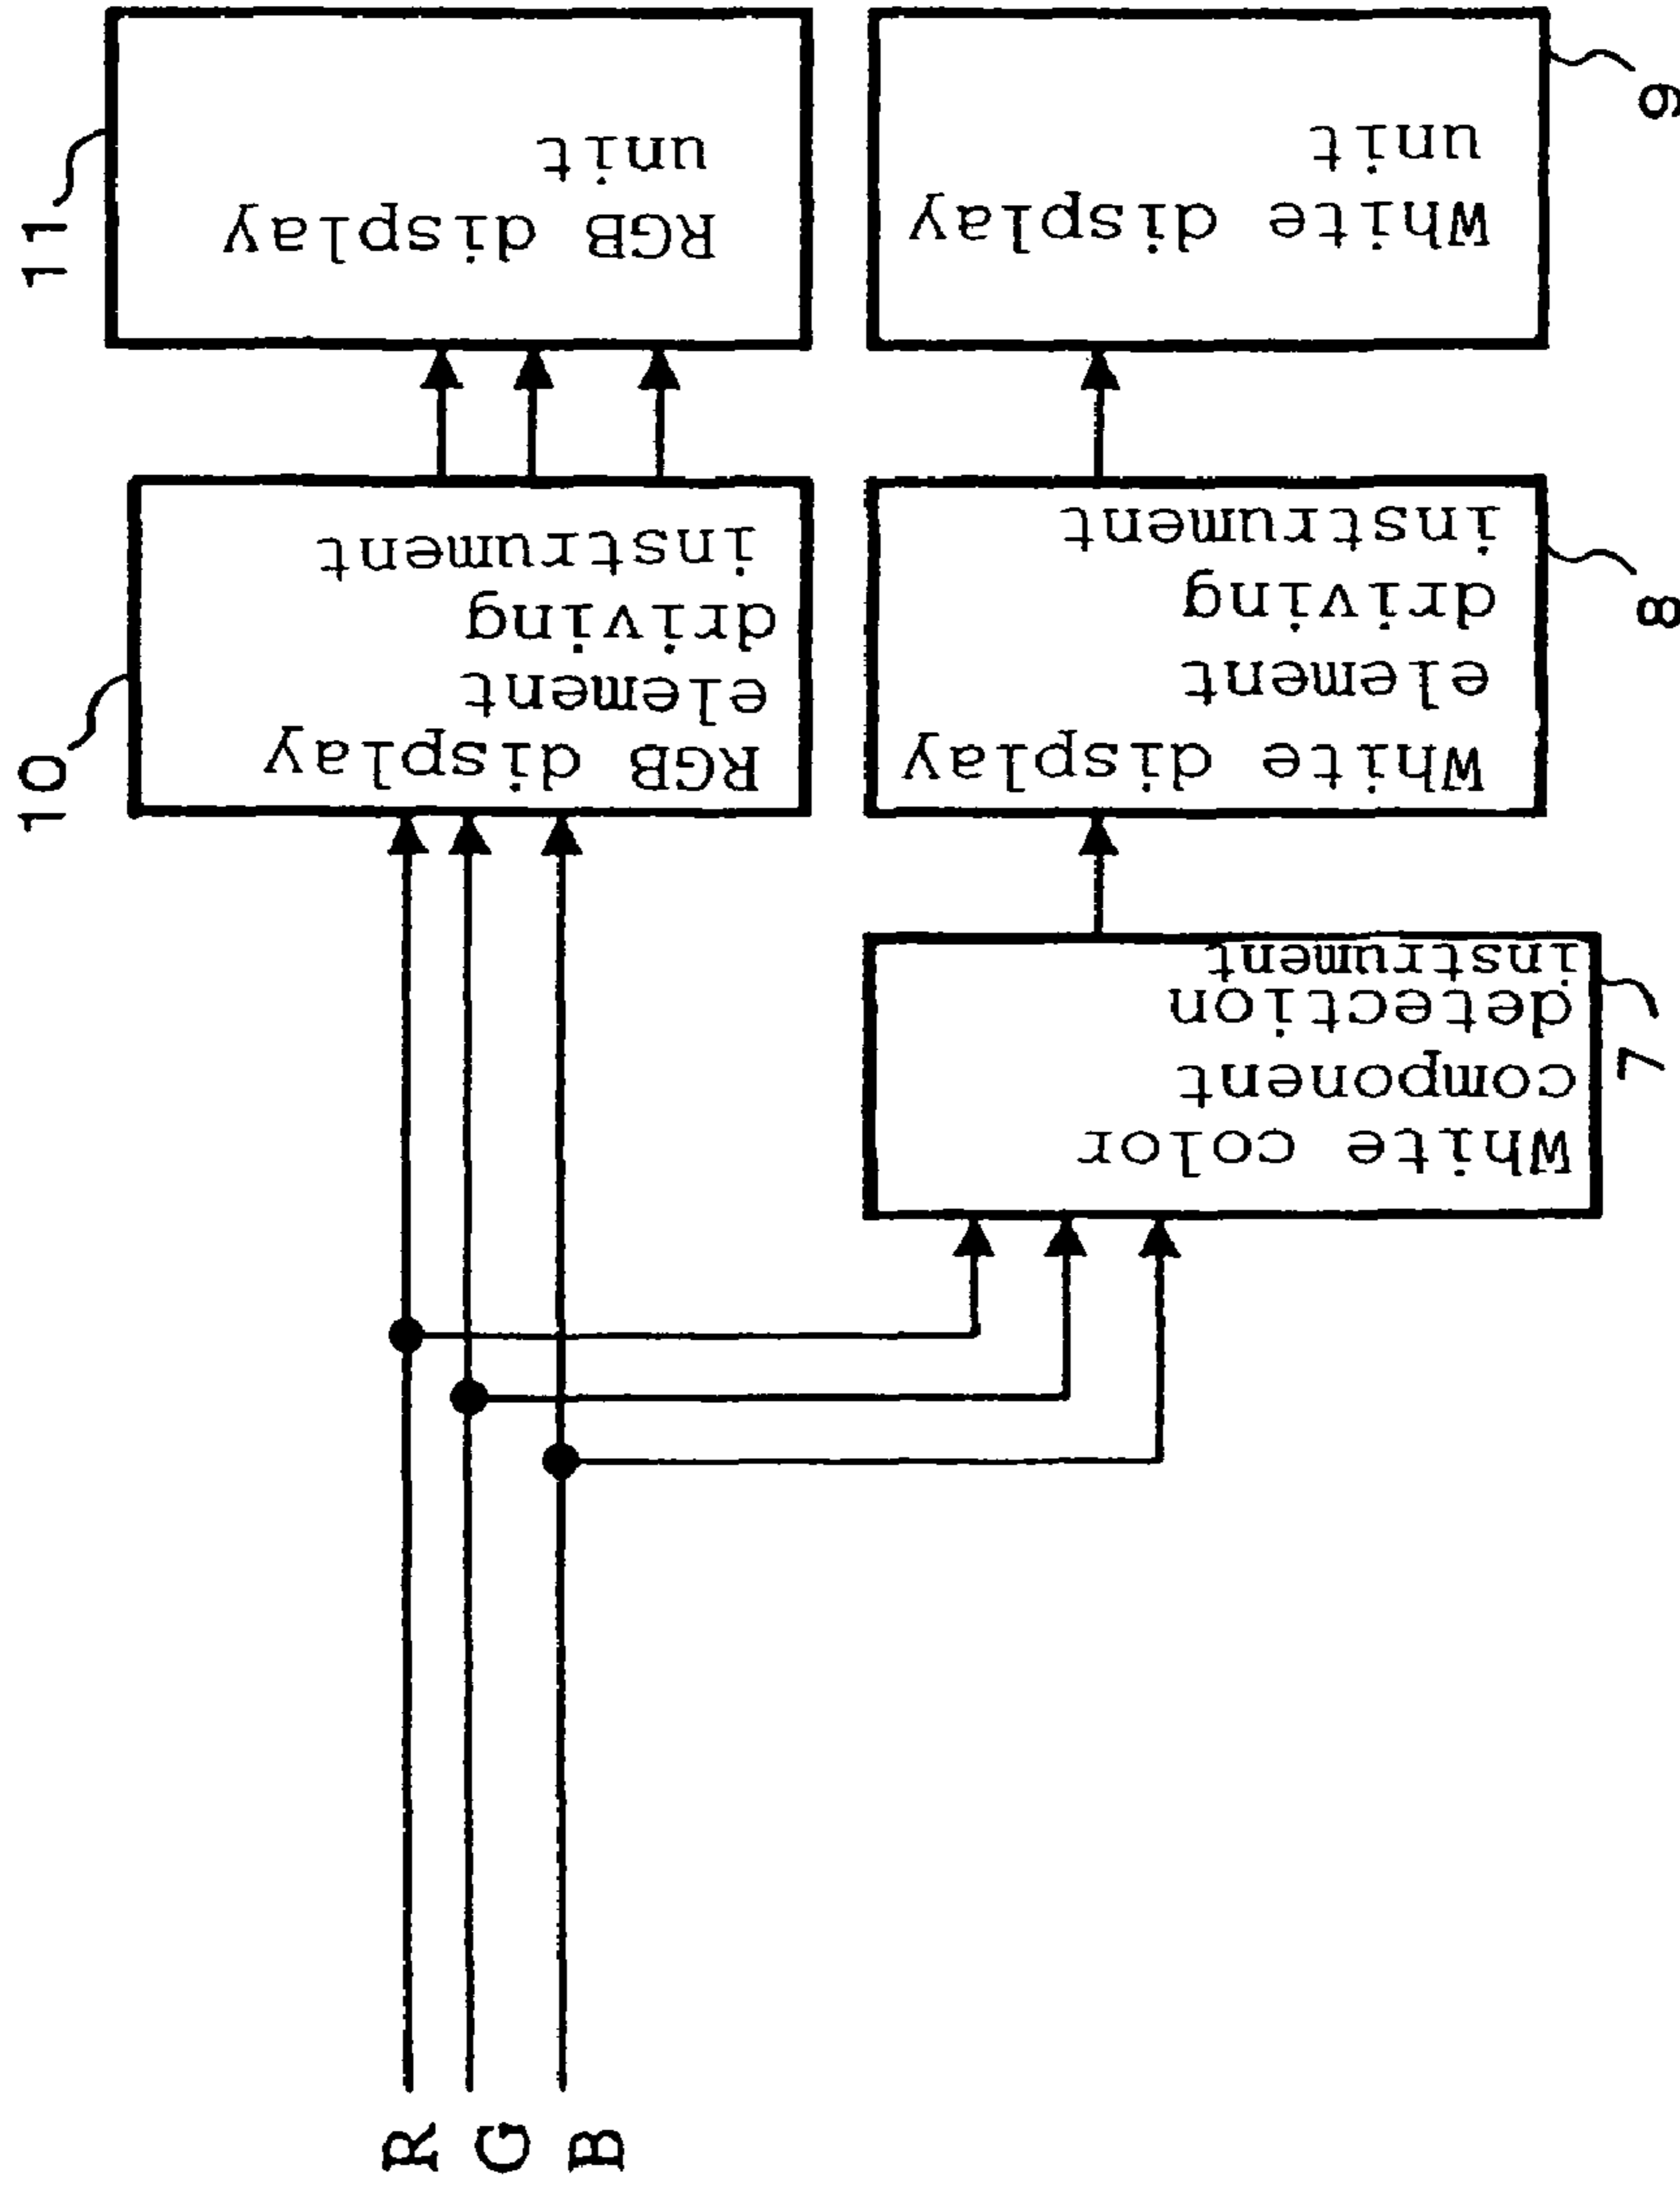 R
G
B
10
RGB display
element
driving
instrument
11
RGB display
unit
White color
component
detection
instrument
7
White display
element
driving
instrument
8
White display
unit
9